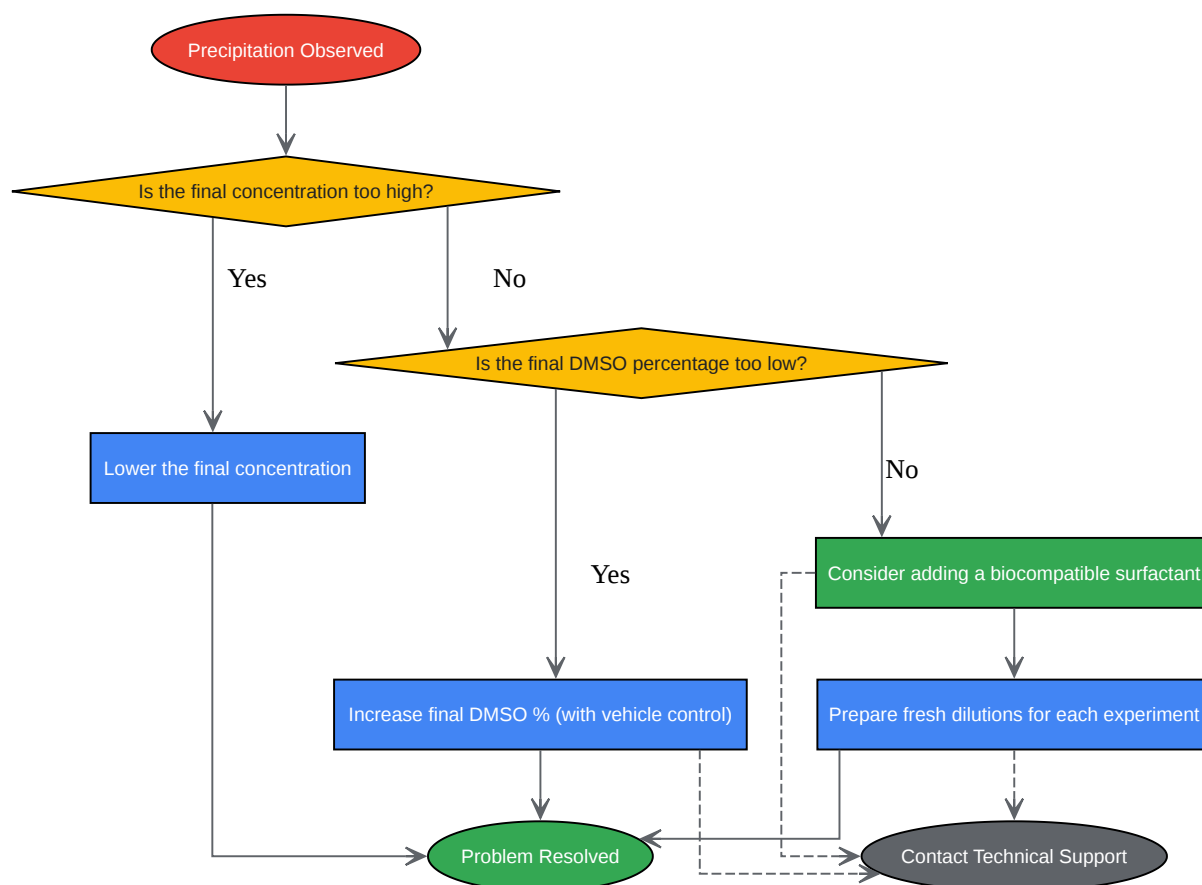 Precipitation Observed
Is the final concentration too high?
Yes
No
Is the final DMSO percentage too low?
Lower the final concentration
No
Consider adding a biocompatible surfactant
Yes
Increase final DMSO % (with vehicle control)
Prepare fresh dilutions for each experiment
Problem Resolved
Contact Technical Support